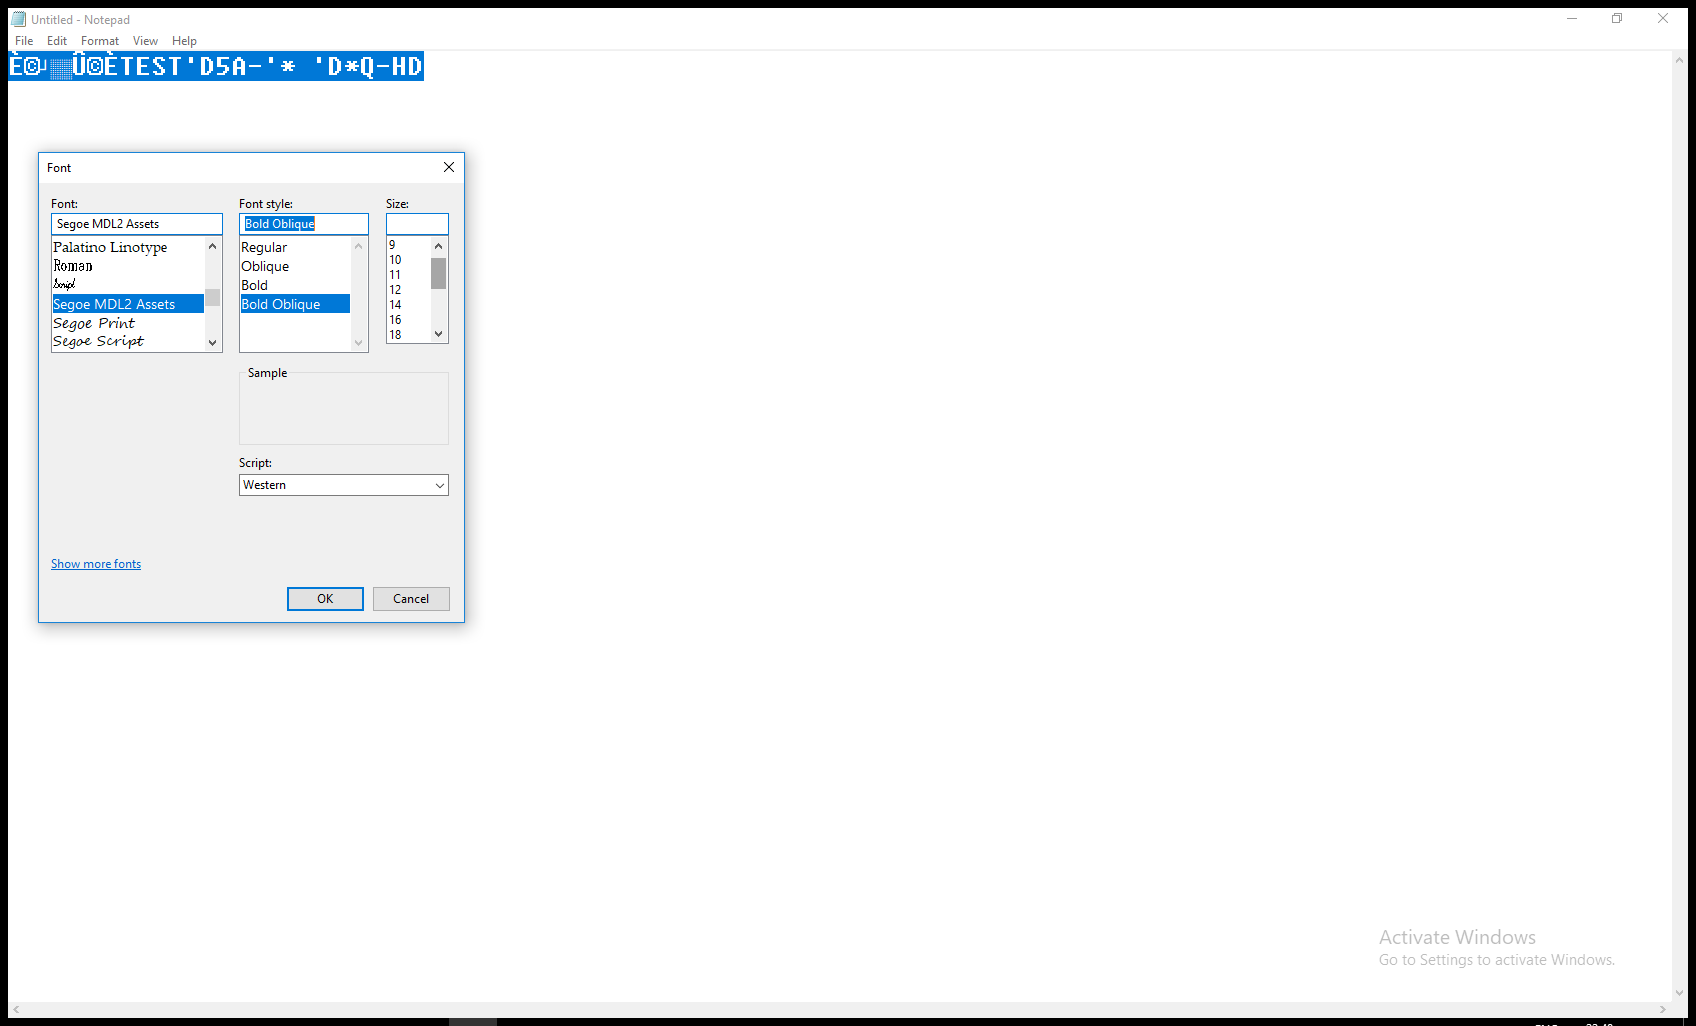 Untitled - Notepad
File Edit Format View Help
TEST'D5A-'* 'D*Q-HD
Font
Font:
Segoe MDL2 Assets
Palatino Linotype
Roman
Script
Segoe MDL2 Assets
Segoe Print
Segoe Script
Font style:
Bold Oblique
Regular
Oblique
Bold
Bold Oblique
Size:
9
10
11
12
14
16
18
Sample
Script:
Western
Show more fonts
OK
Cancel
Activate Windows
Go to Settings to activate Windows.